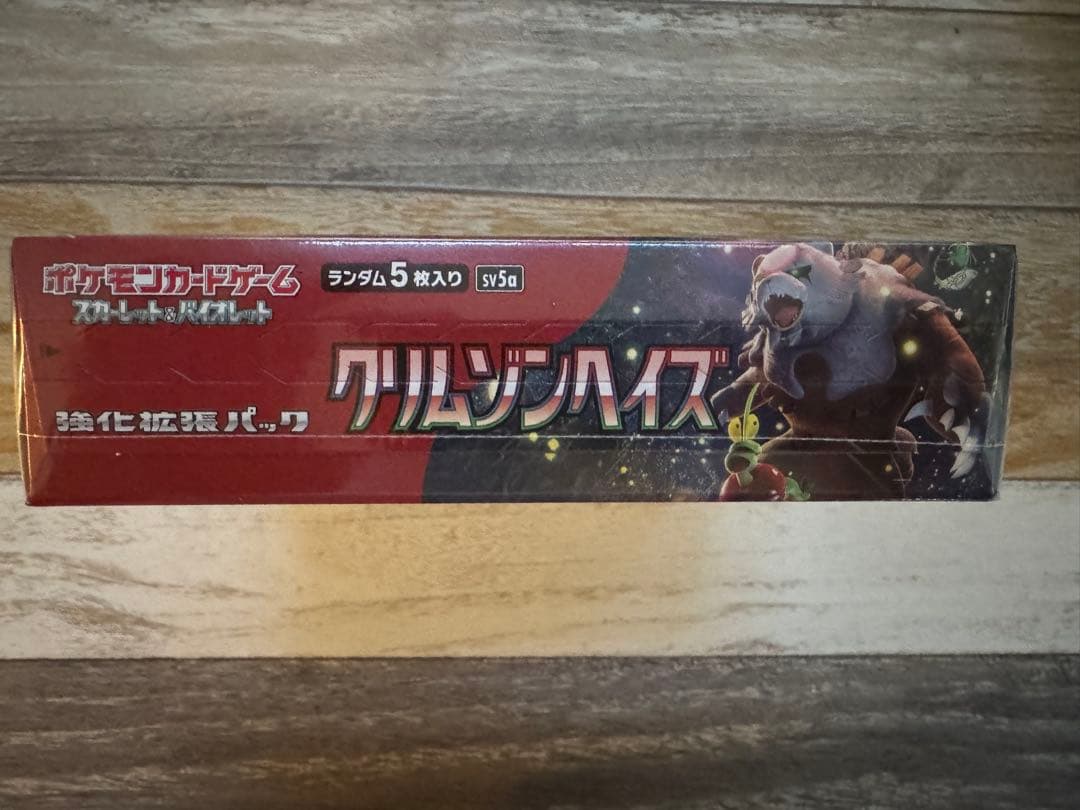 ポケモンカードゲーム
スカーレット&バイオレット
ランダム5枚入り sv5a
強化拡張パック
クリムゾンヘイズ